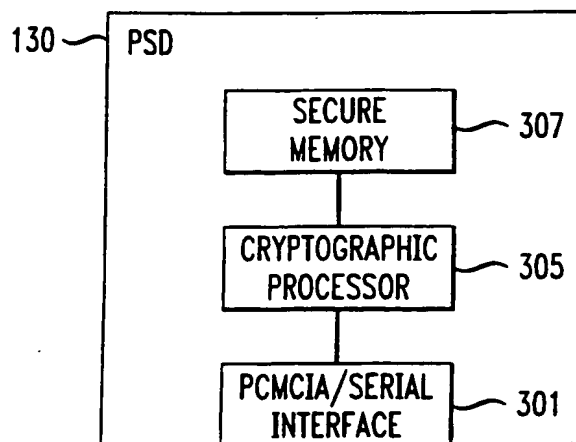 130 PSD
SECURE
MEMORY
307
CRYPTOGRAPHIC
PROCESSOR
305
PCMCIA/SERIAL
INTERFACE
301